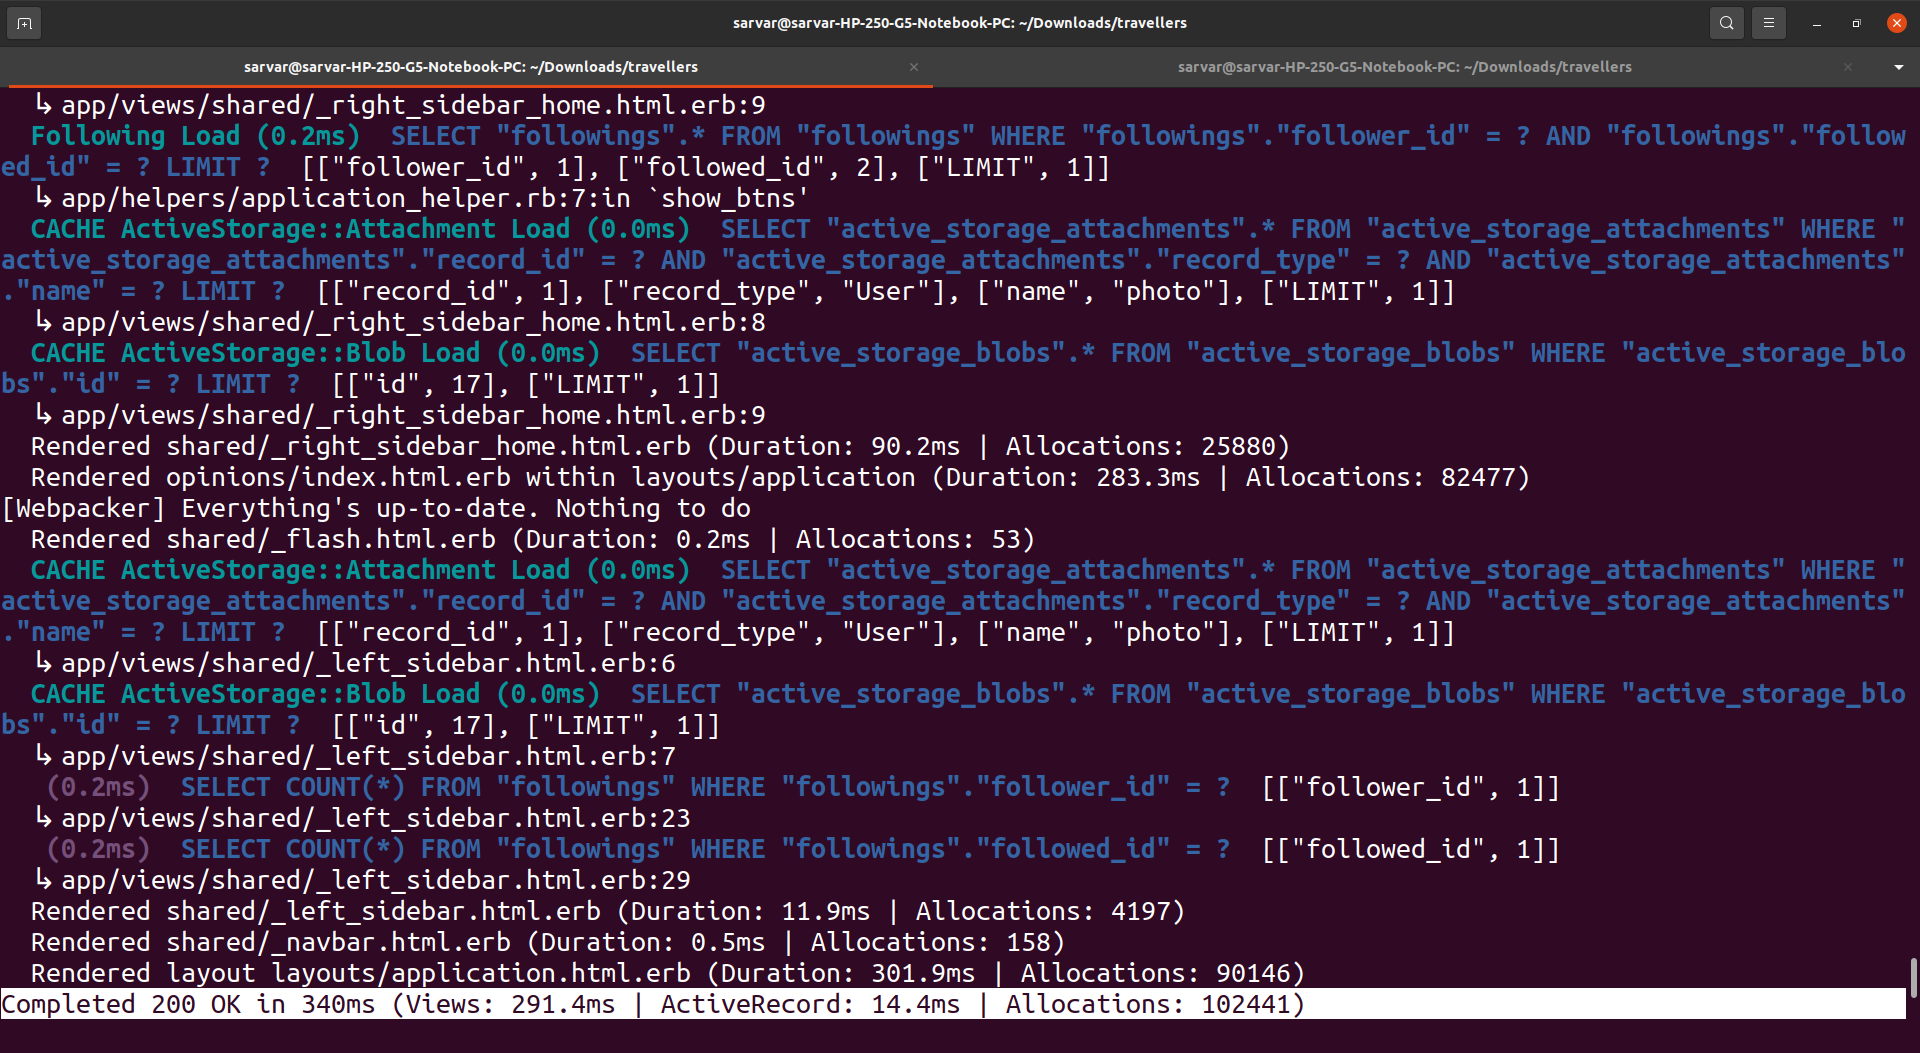 sarvar@sarvar-HP-250-G5-Notebook-PC: ~/Downloads/travellers
sarvar@sarvar-HP-250-G5-Notebook-PC: ~/Downloads/travellers
sarvar@sarvar-HP-250-G5-Notebook-PC: ~/Downloads/travellers
↳ app/views/shared/_right_sidebar_home.html.erb:9
Following Load (0.2ms)  SELECT "followings".* FROM "followings" WHERE "followings"."follower_id" = ? AND "followings"."follow
ed_id" = ? LIMIT ?  [["follower_id", 1], ["followed_id", 2], ["LIMIT", 1]]
↳ app/helpers/application_helper.rb:7:in `show_btns'
CACHE ActiveStorage::Attachment Load (0.0ms)  SELECT "active_storage_attachments".* FROM "active_storage_attachments" WHERE "
active_storage_attachments"."record_id" = ? AND "active_storage_attachments"."record_type" = ? AND "active_storage_attachments"
."name" = ? LIMIT ?  [["record_id", 1], ["record_type", "User"], ["name", "photo"], ["LIMIT", 1]]
↳ app/views/shared/_right_sidebar_home.html.erb:8
CACHE ActiveStorage::Blob Load (0.0ms)  SELECT "active_storage_blobs".* FROM "active_storage_blobs" WHERE "active_storage_blo
bs"."id" = ? LIMIT ?  [["id", 17], ["LIMIT", 1]]
↳ app/views/shared/_right_sidebar_home.html.erb:9
Rendered shared/_right_sidebar_home.html.erb (Duration: 90.2ms | Allocations: 25880)
Rendered opinions/index.html.erb within layouts/application (Duration: 283.3ms | Allocations: 82477)
[Webpacker] Everything's up-to-date. Nothing to do
Rendered shared/_flash.html.erb (Duration: 0.2ms | Allocations: 53)
CACHE ActiveStorage::Attachment Load (0.0ms)  SELECT "active_storage_attachments".* FROM "active_storage_attachments" WHERE "
active_storage_attachments"."record_id" = ? AND "active_storage_attachments"."record_type" = ? AND "active_storage_attachments"
."name" = ? LIMIT ?  [["record_id", 1], ["record_type", "User"], ["name", "photo"], ["LIMIT", 1]]
↳ app/views/shared/_left_sidebar.html.erb:6
CACHE ActiveStorage::Blob Load (0.0ms)  SELECT "active_storage_blobs".* FROM "active_storage_blobs" WHERE "active_storage_blo
bs"."id" = ? LIMIT ?  [["id", 17], ["LIMIT", 1]]
↳ app/views/shared/_left_sidebar.html.erb:7
(0.2ms)  SELECT COUNT(*) FROM "followings" WHERE "followings"."follower_id" = ?  [["follower_id", 1]]
↳ app/views/shared/_left_sidebar.html.erb:23
(0.2ms)  SELECT COUNT(*) FROM "followings" WHERE "followings"."followed_id" = ?  [["followed_id", 1]]
↳ app/views/shared/_left_sidebar.html.erb:29
Rendered shared/_left_sidebar.html.erb (Duration: 11.9ms | Allocations: 4197)
Rendered shared/_navbar.html.erb (Duration: 0.5ms | Allocations: 158)
Rendered layout layouts/application.html.erb (Duration: 301.9ms | Allocations: 90146)
Completed 200 OK in 340ms (Views: 291.4ms | ActiveRecord: 14.4ms | Allocations: 102441)